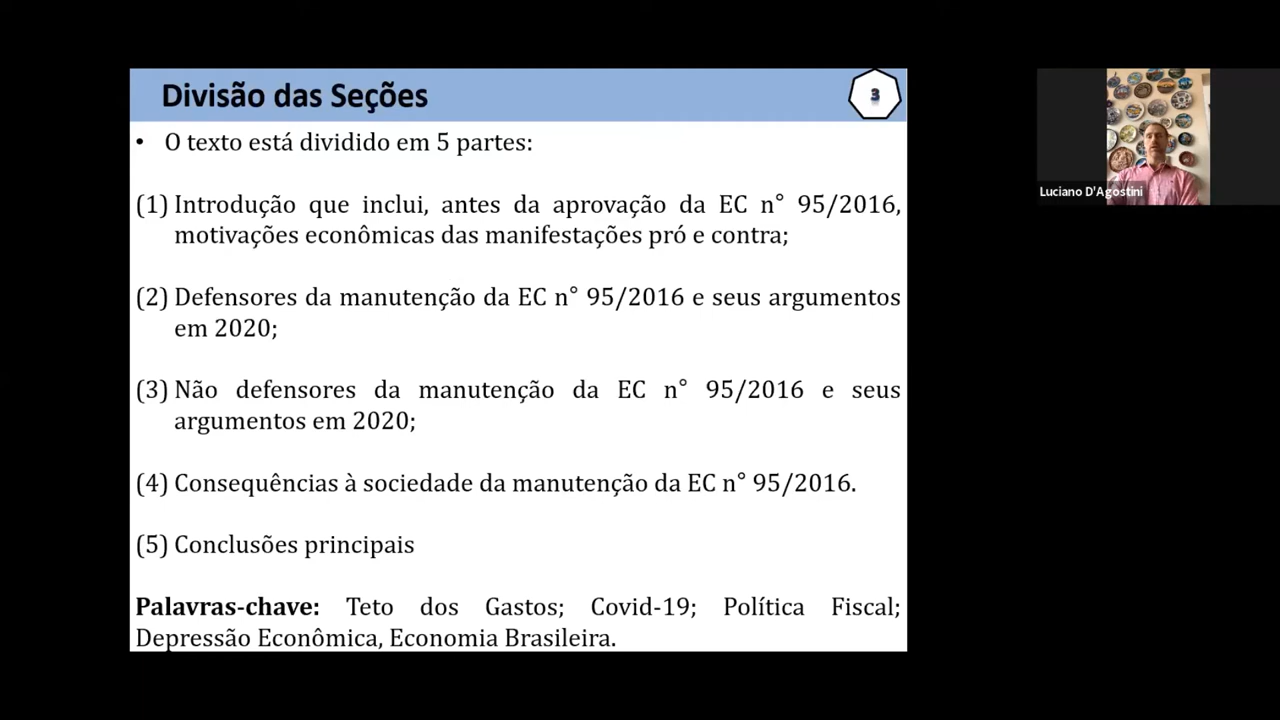 Divisão das Seções
3
• O texto está dividido em 5 partes:
(1) Introdução que inclui, antes da aprovação da EC n° 95/2016,
motivações econômicas das manifestações pró e contra;
(2) Defensores da manutenção da EC n° 95/2016 e seus argumentos
em 2020;
(3) Não defensores da manutenção da EC n° 95/2016 e seus
argumentos em 2020;
(4) Consequências à sociedade da manutenção da EC n° 95/2016.
(5) Conclusões principais
Palavras-chave: Teto dos Gastos; Covid-19; Política Fiscal;
Depressão Econômica, Economia Brasileira.
Luciano D'Agostini